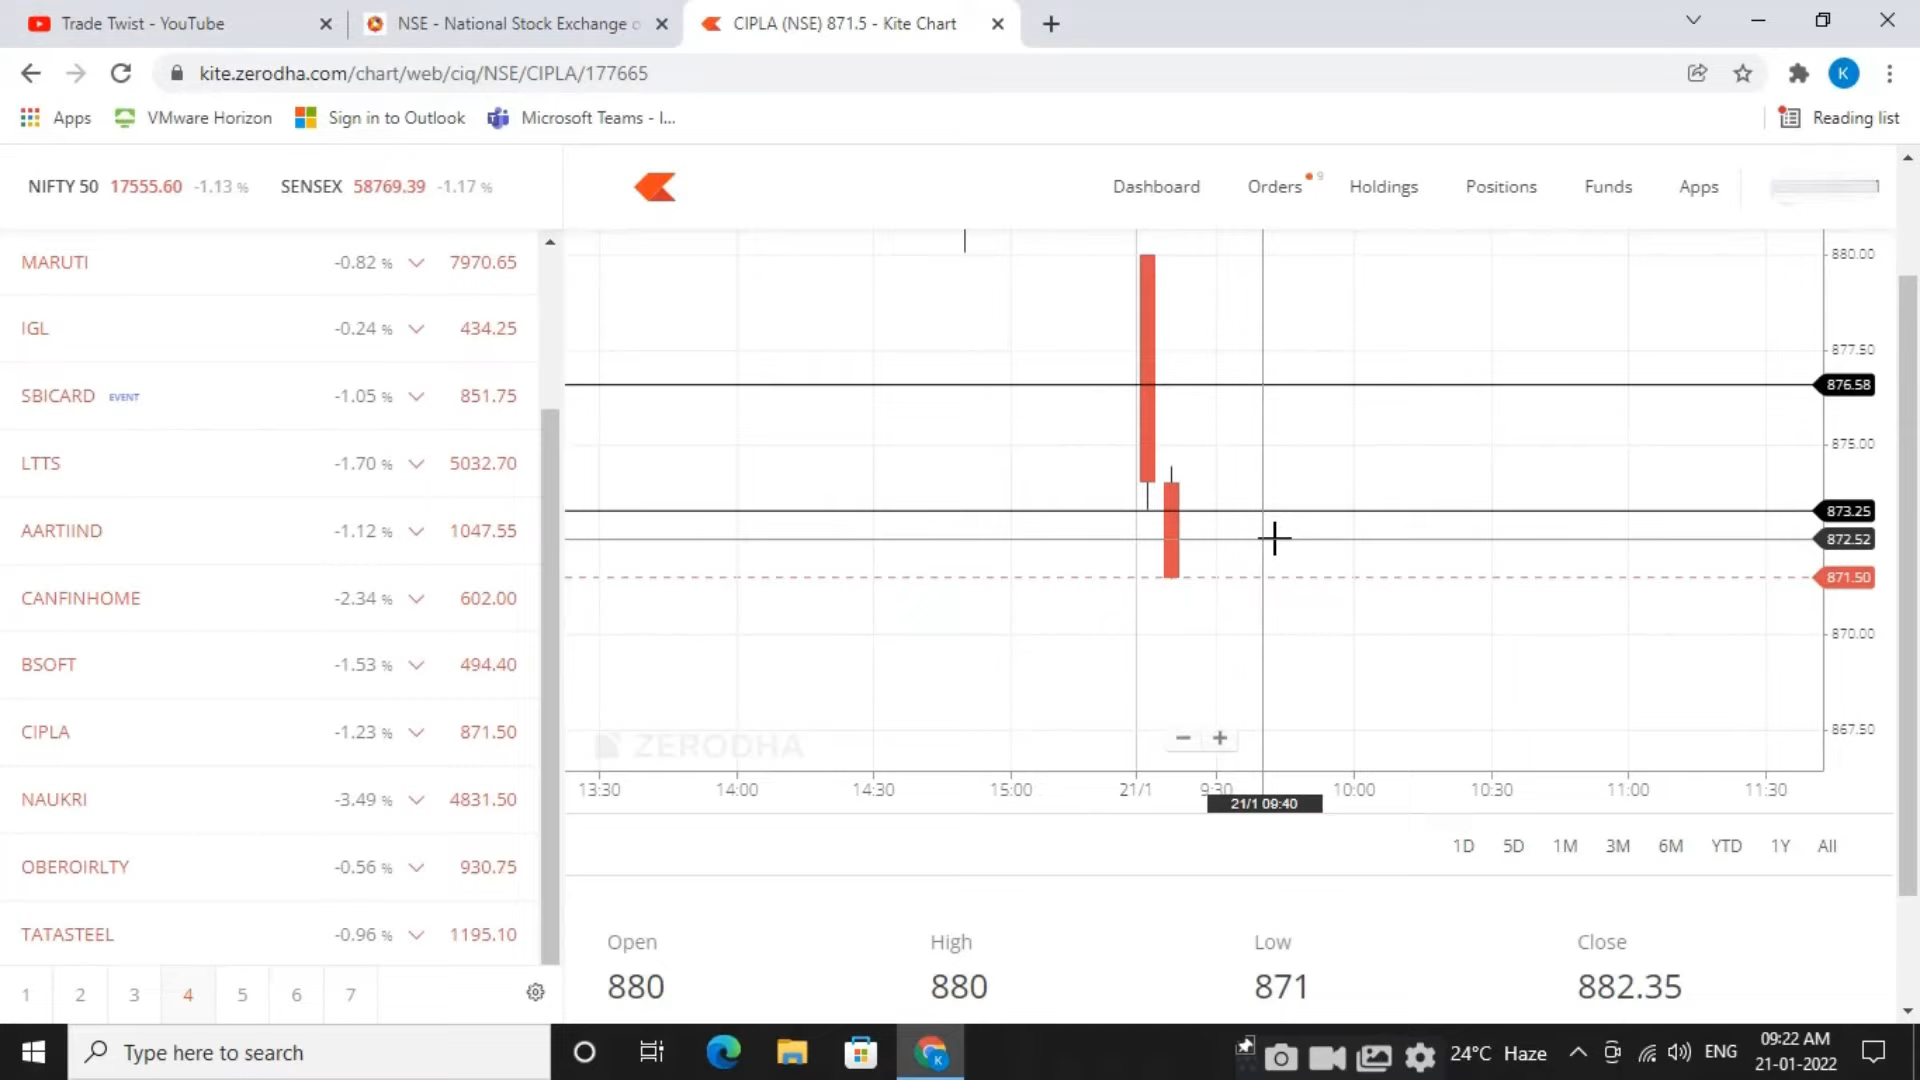 Trade Twist - YouTube
NSE - National Stock Exchange o
CIPLA (NSE) 871.5 - Kite Chart
kite.zerodha.com/chart/web/ciq/NSE/CIPLA/177665
K
Apps
VMware Horizon
Sign in to Outlook
Microsoft Teams - I...
Reading list
NIFTY 50 17555.60 -1.13 %
SENSEX 58769.39 -1.17 %
Dashboard
Orders 9
Holdings
Positions
Funds
Apps
MARUTI -0.82 % 7970.65
IGL -0.24 % 434.25
SBICARD EVENT -1.05 % 851.75
LTTS -1.70 % 5032.70
AARTIIND -1.12 % 1047.55
CANFINHOME -2.34 % 602.00
BSOFT -1.53 % 494.40
CIPLA -1.23 % 871.50
NAUKRI -3.49 % 4831.50
OBEROIRLTY -0.56 % 930.75
TATASTEEL -0.96 % 1195.10
1 2 3 4 5 6 7
880.00
877.50
876.58
875.00
873.25
872.52
871.50
870.00
867.50
ZERODHA
13:30 14:00 14:30 15:00 21/1 9:30 10:00 10:30 11:00 11:30
21/1 09:40
1D 5D 1M 3M 6M YTD 1Y All
Open High Low Close
880 880 871 882.35
Type here to search
24°C Haze
ENG
09:22 AM
21-01-2022